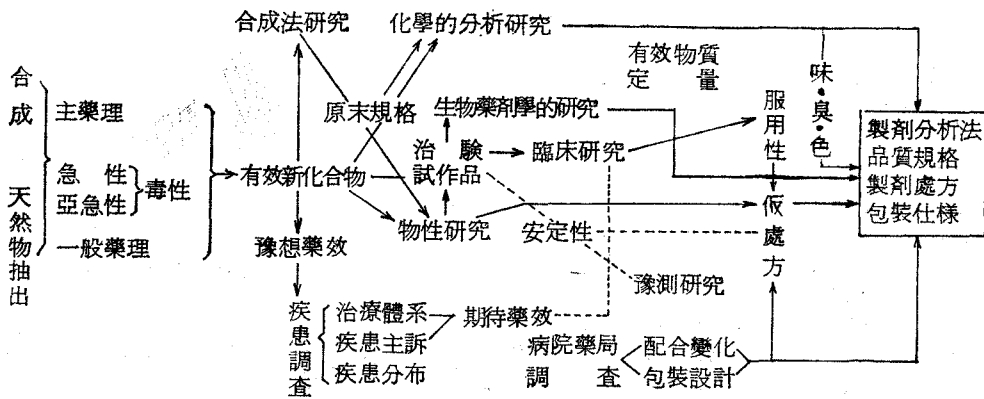 合成法研究
化學的分析研究
有效物質
定量
合成
天然物抽出
主藥理
急性
亞急性
毒性
一般藥理
原末規格
生物藥剤學的研究
味・臭・色
服用性
製剤分析法
品質規格
製剤處方
包裝仕様
有效新化合物
治驗
試作品
臨床研究
豫想藥效
物性研究
安定性
仮處方
豫測研究
疾患調査
治療體系
疾患主訴
疾患分布
期待藥效
病院藥局
調査
配合變化
包裝設計